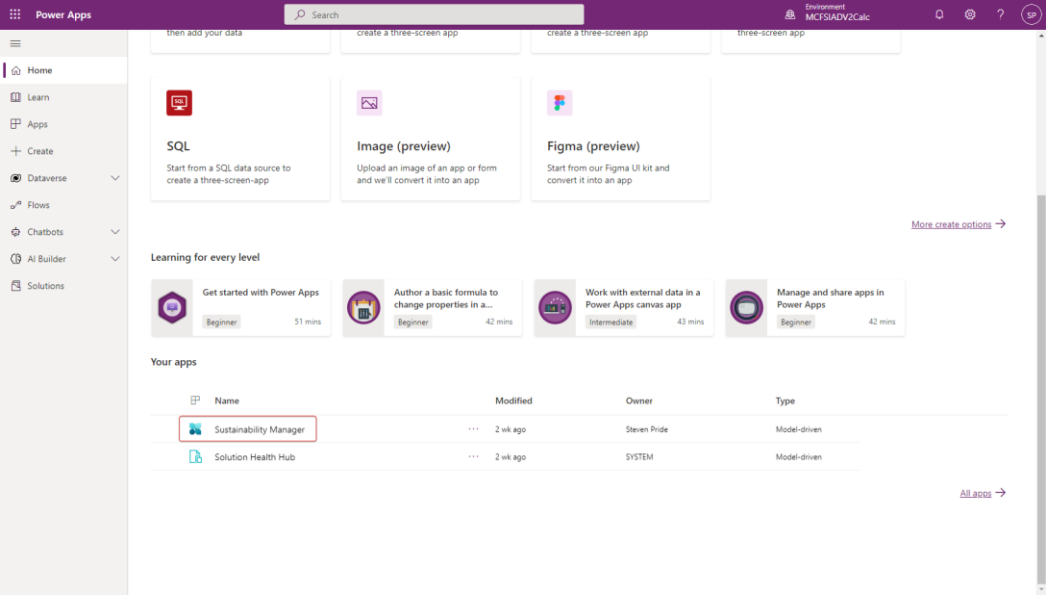 Power Apps
Search
Environment
MCFSIADV2Calc
?
SP
Home
Learn
Apps
Create
Dataverse
Flows
Chatbots
AI Builder
Solutions
then add your data
create a three-screen app
create a three-screen app
three-screen app
SQL
SQL
Start from a SQL data source to
create a three-screen-app
Image (preview)
Upload an image of an app or form
and we'll convert it into an app
Figma (preview)
Start from our Figma UI kit and
convert it into an app
More create options
Learning for every level
Get started with Power Apps
Beginner 51 mins
Author a basic formula to
change properties in a...
Beginner 42 mins
Work with external data in a
Power Apps canvas app
Intermediate 43 mins
Manage and share apps in
Power Apps
Beginner 42 mins
Your apps
Name Modified Owner Type
Sustainability Manager ... 2 wk ago Steven Pride Model-driven
Solution Health Hub ... 2 wk ago SYSTEM Model-driven
All apps